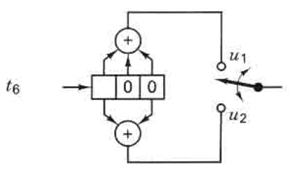 +
u₁
t₆
0 0
u₂
+